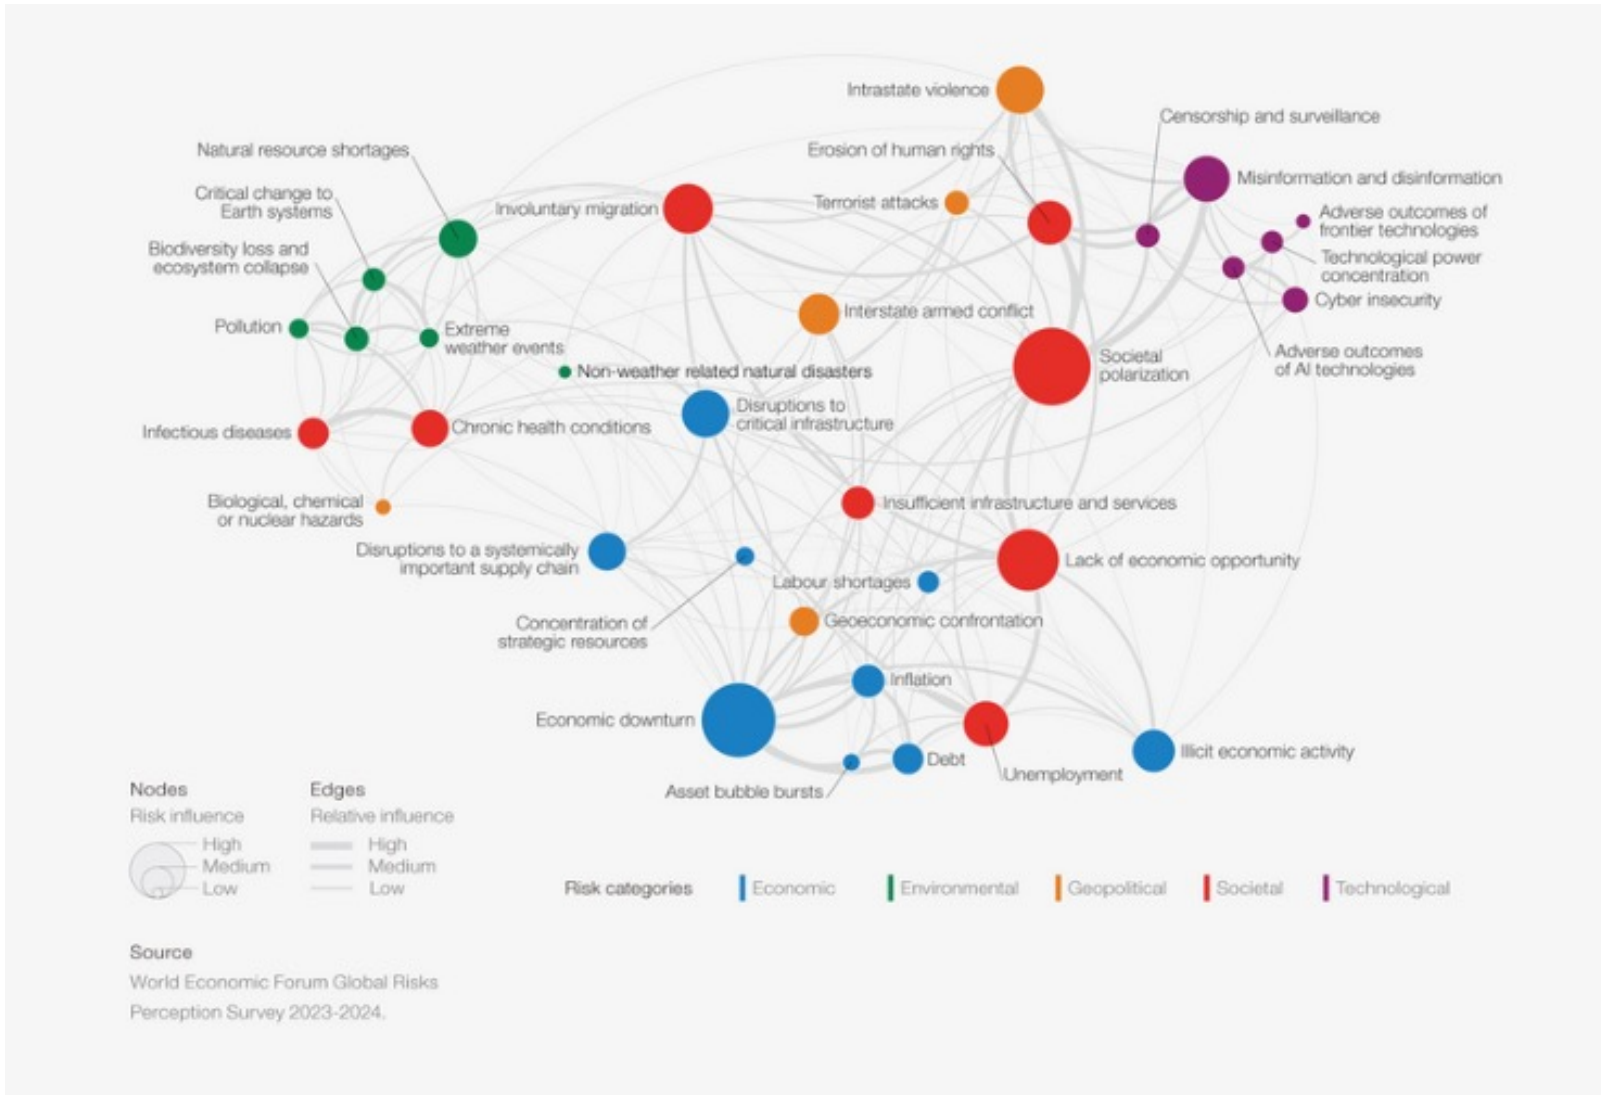 Intrastate violence
Censorship and surveillance
Natural resource shortages
Erosion of human rights
Misinformation and disinformation
Critical change to
Earth systems
Involuntary migration
Terrorist attacks
Adverse outcomes of
frontier technologies
Biodiversity loss and
ecosystem collapse
Technological power
concentration
Pollution
Extreme
weather events
Interstate armed conflict
Cyber insecurity
Non-weather related natural disasters
Societal
polarization
Adverse outcomes
of AI technologies
Disruptions to
critical infrastructure
Infectious diseases
Chronic health conditions
Biological, chemical
or nuclear hazards
Insufficient infrastructure and services
Disruptions to a systemically
important supply chain
Lack of economic opportunity
Labour shortages
Concentration of
strategic resources
Geoeconomic confrontation
Inflation
Economic downturn
Debt
Illicit economic activity
Unemployment
Asset bubble bursts
Nodes
Risk influence
High
Medium
Low
Edges
Relative influence
High
Medium
Low
Risk categories
Economic
Environmental
Geopolitical
Societal
Technological
Source
World Economic Forum Global Risks
Perception Survey 2023-2024.